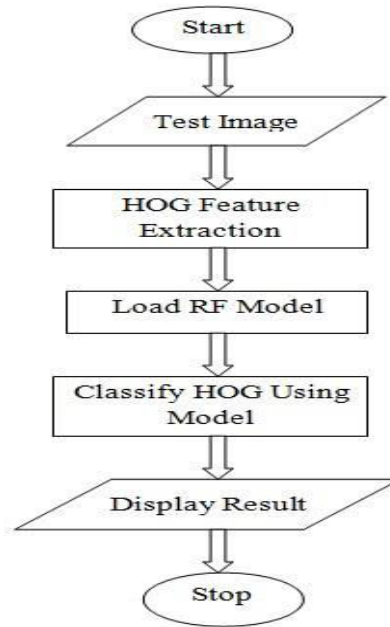 Start
Test Image
HOG Feature
Extraction
Load RF Model
Classify HOG Using
Model
Display Result
Stop